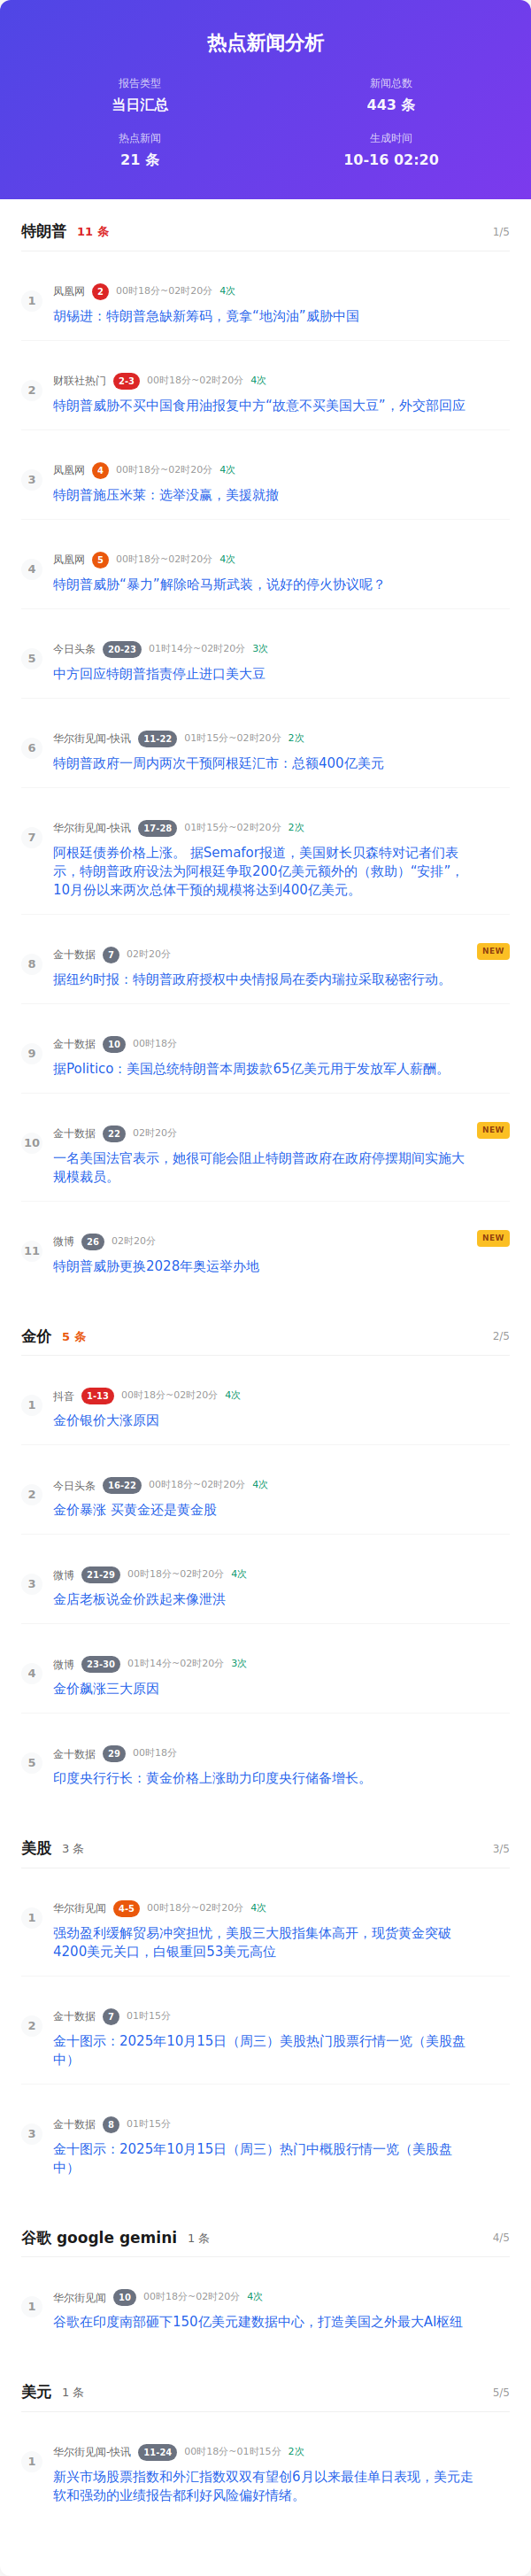 热点新闻分析
报告类型
新闻总数
当日汇总
443 条
热点新闻
生成时间
21 条
10-16 02:20
特朗普 11 条 1/5
1
凤凰网 2 00时18分~02时20分 4次
胡锡进：特朗普急缺新筹码，竟拿“地沟油”威胁中国
2
财联社热门 2-3 00时18分~02时20分 4次
特朗普威胁不买中国食用油报复中方“故意不买美国大豆”，外交部回应
3
凤凰网 4 00时18分~02时20分 4次
特朗普施压米莱：选举没赢，美援就撤
4
凤凰网 5 00时18分~02时20分 4次
特朗普威胁“暴力”解除哈马斯武装，说好的停火协议呢？
5
今日头条 20-23 01时14分~02时20分 3次
中方回应特朗普指责停止进口美大豆
6
华尔街见闻-快讯 11-22 01时15分~02时20分 2次
特朗普政府一周内两次干预阿根廷汇市：总额400亿美元
7
华尔街见闻-快讯 17-28 01时15分~02时20分 2次
阿根廷债券价格上涨。 据Semafor报道，美国财长贝森特对记者们表
示，特朗普政府设法为阿根廷争取200亿美元额外的（救助）“安排”，
10月份以来两次总体干预的规模将达到400亿美元。
8
金十数据 7 02时20分 NEW
据纽约时报：特朗普政府授权中央情报局在委内瑞拉采取秘密行动。
9
金十数据 10 00时18分
据Politico：美国总统特朗普本周拨款65亿美元用于发放军人薪酬。
10
金十数据 22 02时20分 NEW
一名美国法官表示，她很可能会阻止特朗普政府在政府停摆期间实施大
规模裁员。
11
微博 26 02时20分 NEW
特朗普威胁更换2028年奥运举办地
金价 5 条 2/5
1
抖音 1-13 00时18分~02时20分 4次
金价银价大涨原因
2
今日头条 16-22 00时18分~02时20分 4次
金价暴涨 买黄金还是黄金股
3
微博 21-29 00时18分~02时20分 4次
金店老板说金价跌起来像泄洪
4
微博 23-30 01时14分~02时20分 3次
金价飙涨三大原因
5
金十数据 29 00时18分
印度央行行长：黄金价格上涨助力印度央行储备增长。
美股 3 条 3/5
1
华尔街见闻 4-5 00时18分~02时20分 4次
强劲盈利缓解贸易冲突担忧，美股三大股指集体高开，现货黄金突破
4200美元关口，白银重回53美元高位
2
金十数据 7 01时15分
金十图示：2025年10月15日（周三）美股热门股票行情一览（美股盘
中）
3
金十数据 8 01时15分
金十图示：2025年10月15日（周三）热门中概股行情一览（美股盘
中）
谷歌 google gemini 1 条 4/5
1
华尔街见闻 10 00时18分~02时20分 4次
谷歌在印度南部砸下150亿美元建数据中心，打造美国之外最大AI枢纽
美元 1 条 5/5
1
华尔街见闻-快讯 11-24 00时18分~01时15分 2次
新兴市场股票指数和外汇指数双双有望创6月以来最佳单日表现，美元走
软和强劲的业绩报告都利好风险偏好情绪。